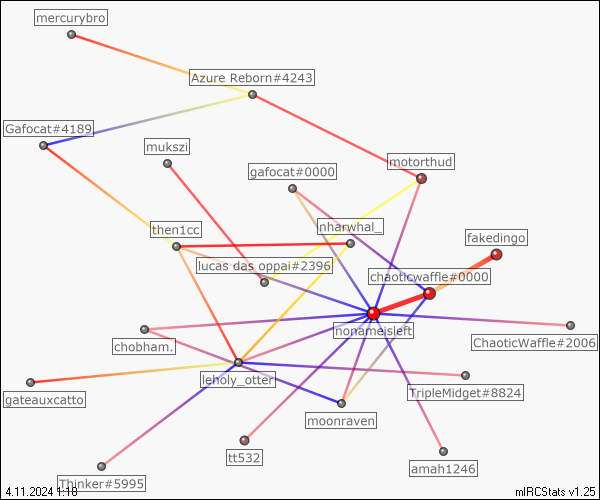 mercurybro
Azure Reborn#4243
Gafocat#4189
mukszi
motorthud
gafocat#0000
nharwhal_
then1cc
fakedingo
lucas das oppai#2396
chaoticwaffle#0000
nonameisleft
chobham.
ChaoticWaffle#2006
leholy_otter
gateauxcatto
TripleMidget#8824
moonraven
tt532
amah1246
Thinker#5995
4.11.2024 1:18
mIRCStats v1.25